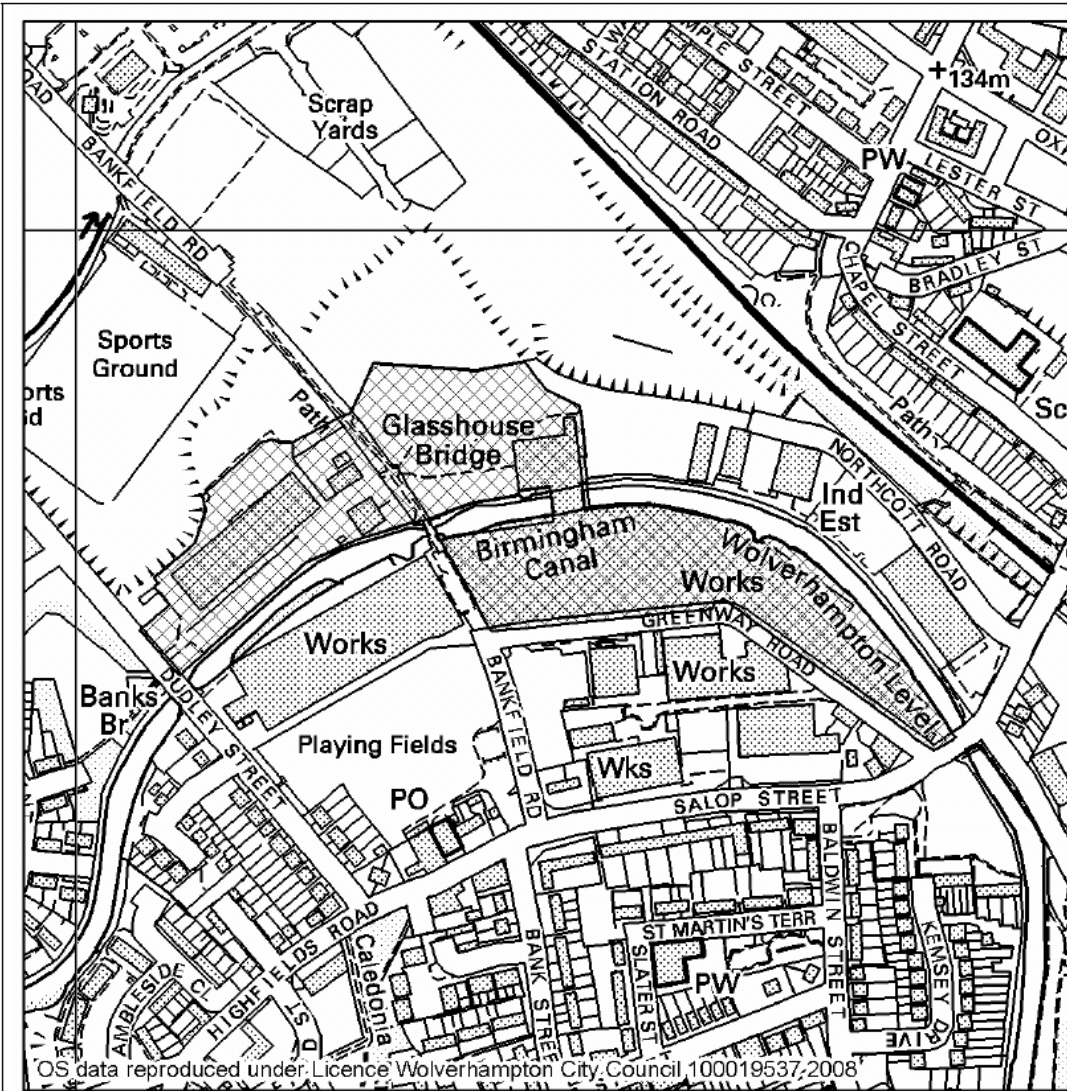 Scrap
Yards
STATION ROAD
STREET
134m
PW
LESTER ST
BRADLEY ST
CHAPEL STREET
BANKFIELD RD
Sports
Ground
Path
Glasshouse
Bridge
Path
NORTHCOTT ROAD
Ind
Est
Birmingham
Canal
Works
Wolverhampton Level
Works
GREENWAY ROAD
Works
Banks
Br
DUDLEY STREET
BANKFIELD RD
Playing Fields
Wks
PO
SALOP STREET
BALDWIN STREET
HIGHFIELDS ROAD
Caledonia
ST MARTIN'S TERR
SLATER ST
PW
KEMSEY DR
AMBLESIDE
BANK STREE
OS data reproduced under Licence Wolverhampton City Council 100019537 2008